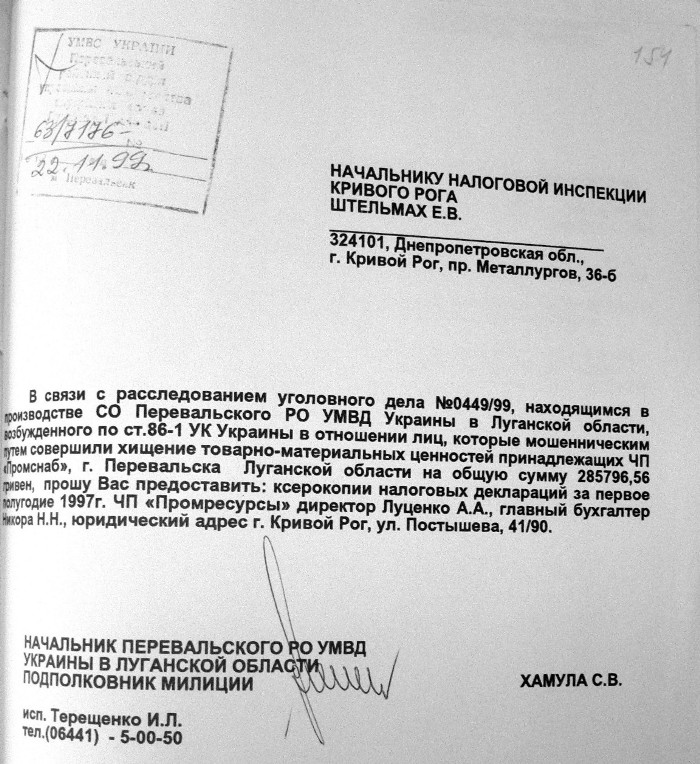 154
УМВС УКРАЇНИ
Перевальський
63/7176-
22.11.99
м Перевальськ
НАЧАЛЬНИКУ НАЛОГОВОЙ ИНСПЕКЦИИ
КРИВОГО РОГА
ШТЕЛЬМАХ Е.В.
324101, Днепропетровская обл.,
г. Кривой Рог, пр. Металлургов, 36-б
В связи с расследованием уголовного дела №0449/99, находящимся в
производстве СО Перевальского РО УМВД Украины в Луганской области,
возбужденного по ст.86-1 УК Украины в отношении лиц, которые мошенническим
путем совершили хищение товарно-материальных ценностей принадлежащих ЧП
«Промснаб», г. Перевальска Луганской области на общую сумму 285796,56
гривен, прошу Вас предоставить: ксерокопии налоговых деклараций за первое
полугодие 1997г. ЧП «Промресурсы» директор Луценко А.А., главный бухгалтер
Никора Н.Н., юридический адрес г. Кривой Рог, ул. Постышева, 41/90.
НАЧАЛЬНИК ПЕРЕВАЛЬСКОГО РО УМВД
УКРАИНЫ В ЛУГАНСКОЙ ОБЛАСТИ
ПОДПОЛКОВНИК МИЛИЦИИ
ХАМУЛА С.В.
исп. Терещенко И.Л.
тел.(06441) - 5-00-50